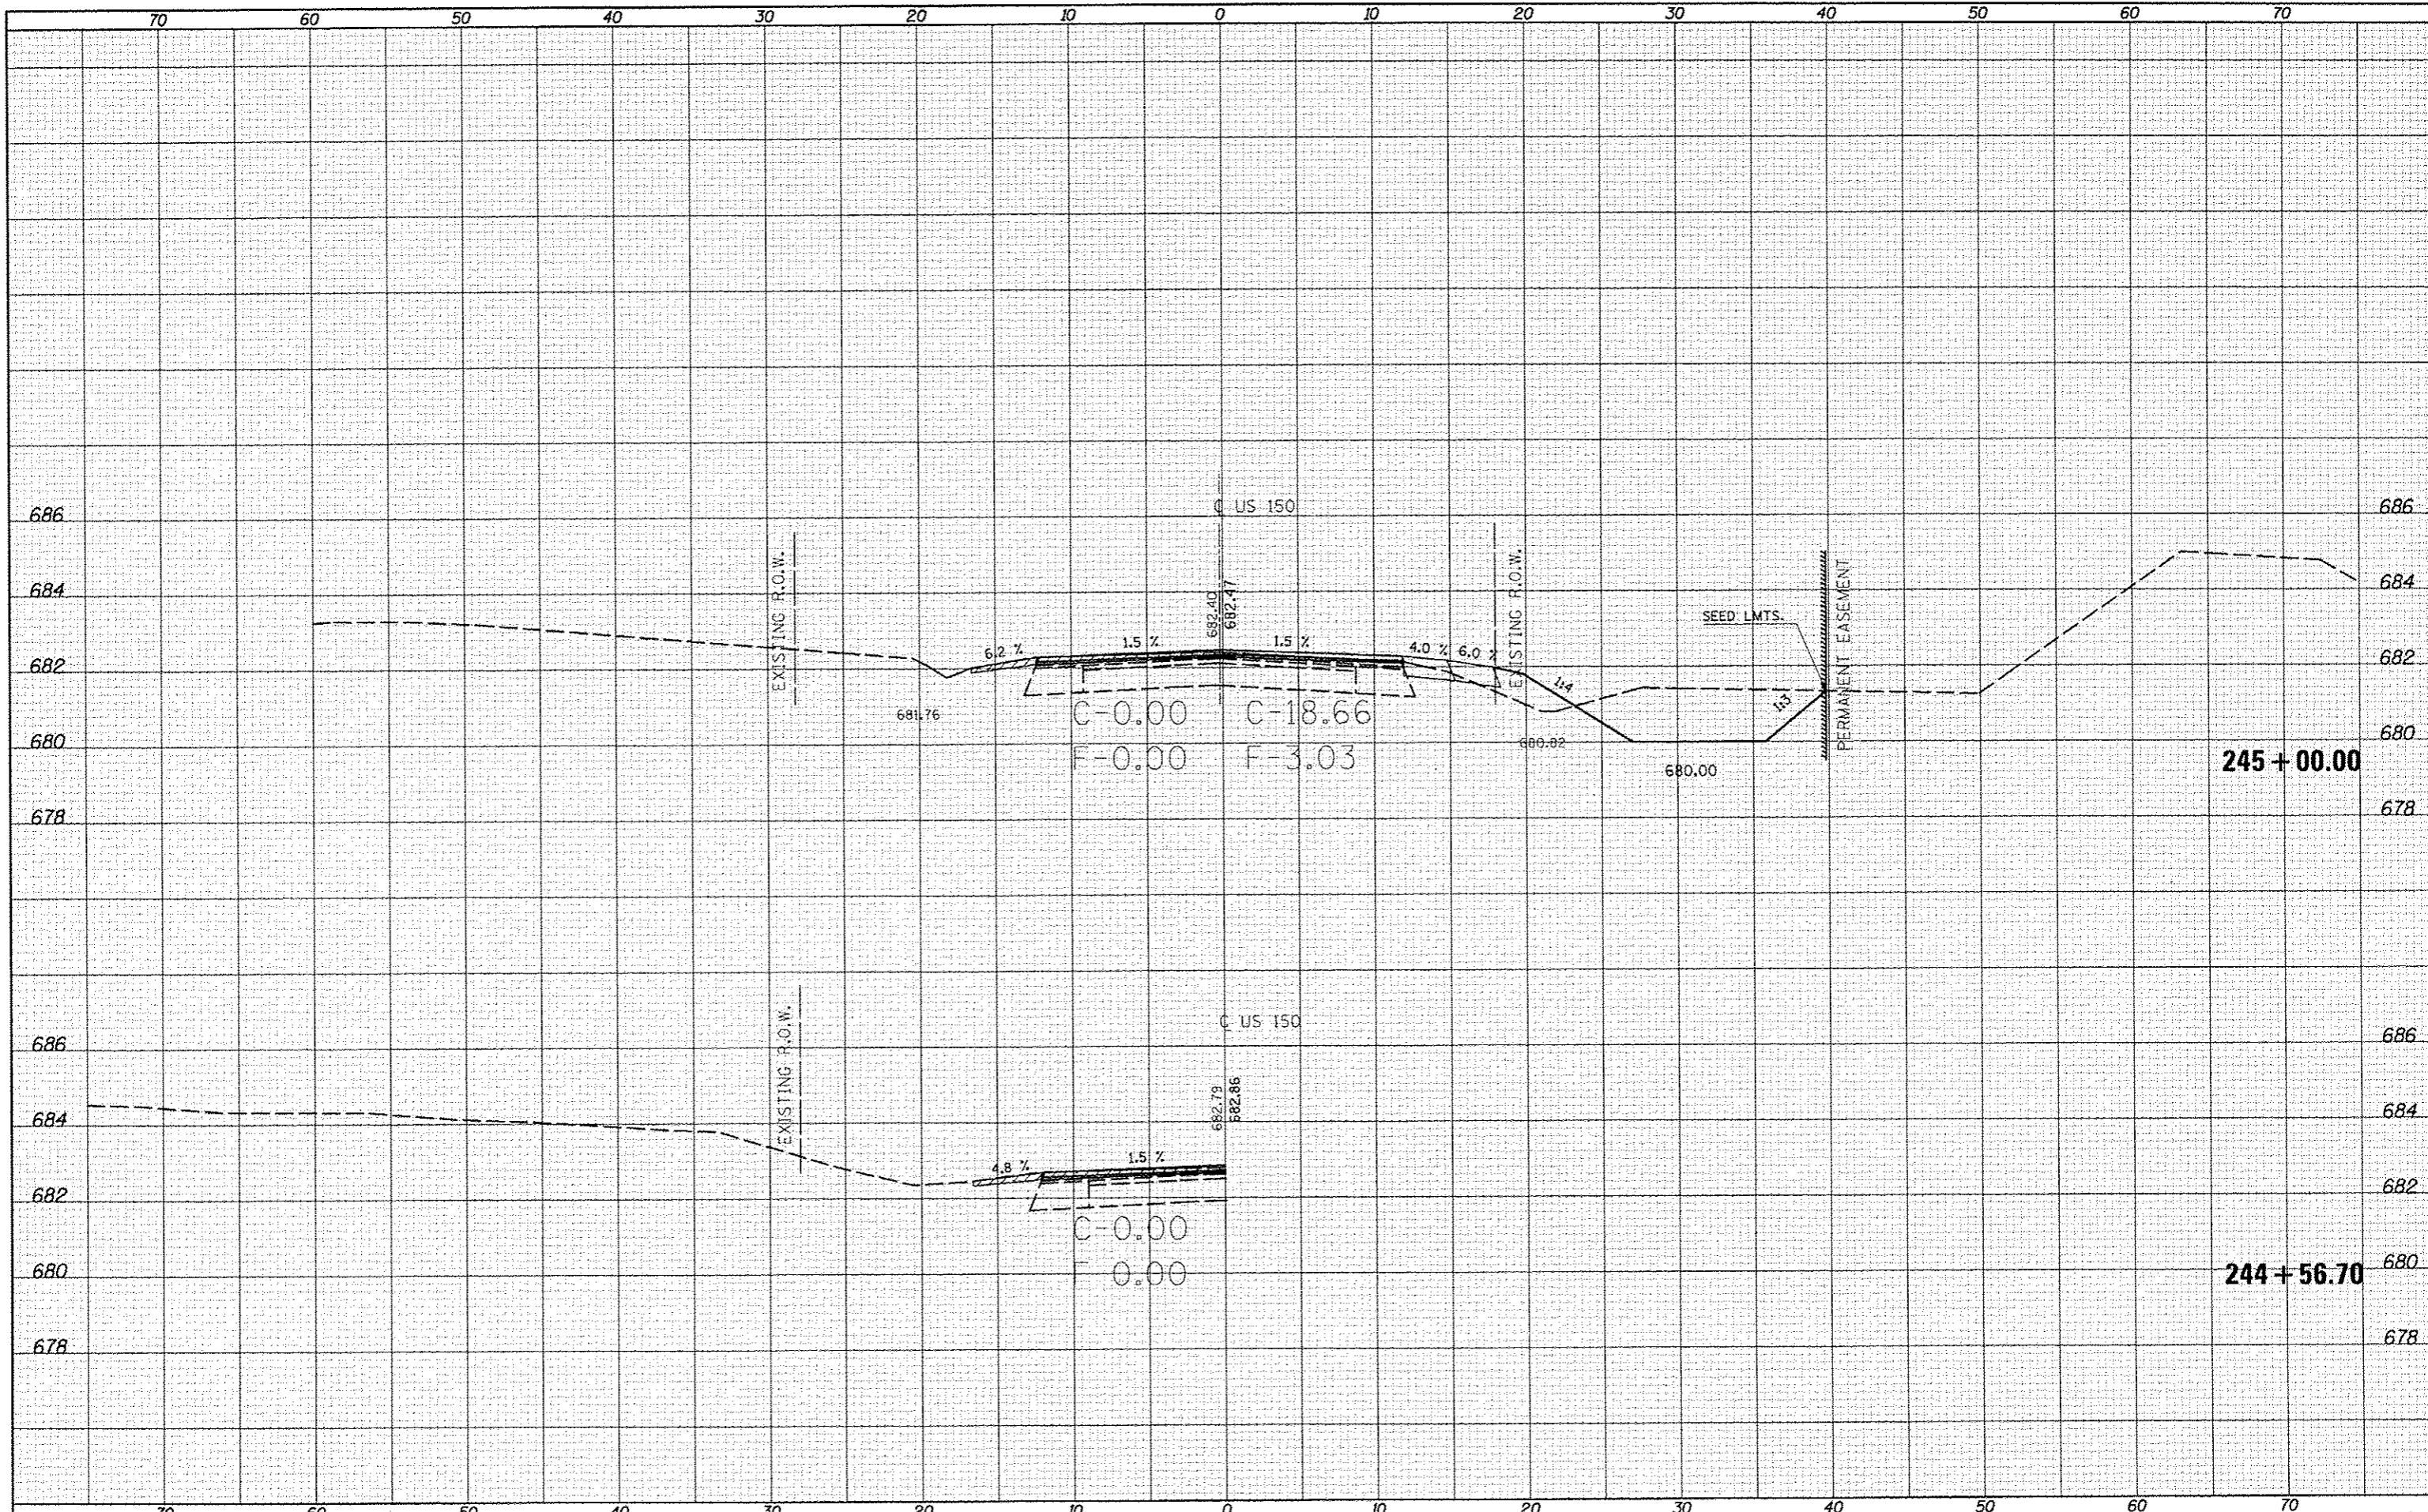 70 60 50 40 30 20 10 0 10 20 30 40 50 60 70
℄ US 150
686 686
EXISTING R.O.W.
EXISTING R.O.W.
PERMANENT EASEMENT
682.40
682.47
684 684
SEED LMTS.
6.2 % 1.5 % 1.5 % 4.0 % 6.0 %
682 682
1:4
1:3
681.76
C-0.00 C-18.66
680.82
680 680
F-0.00 F-3.03
680.00
245+00.00
678 678
EXISTING R.O.W.
℄ US 150
686 686
682.79
682.86
684 684
4.8 % 1.5 %
682 682
C-0.00
F 0.00
680 680
244+56.70
678 678
70 60 50 40 30 20 10 0 10 20 30 40 50 60 70